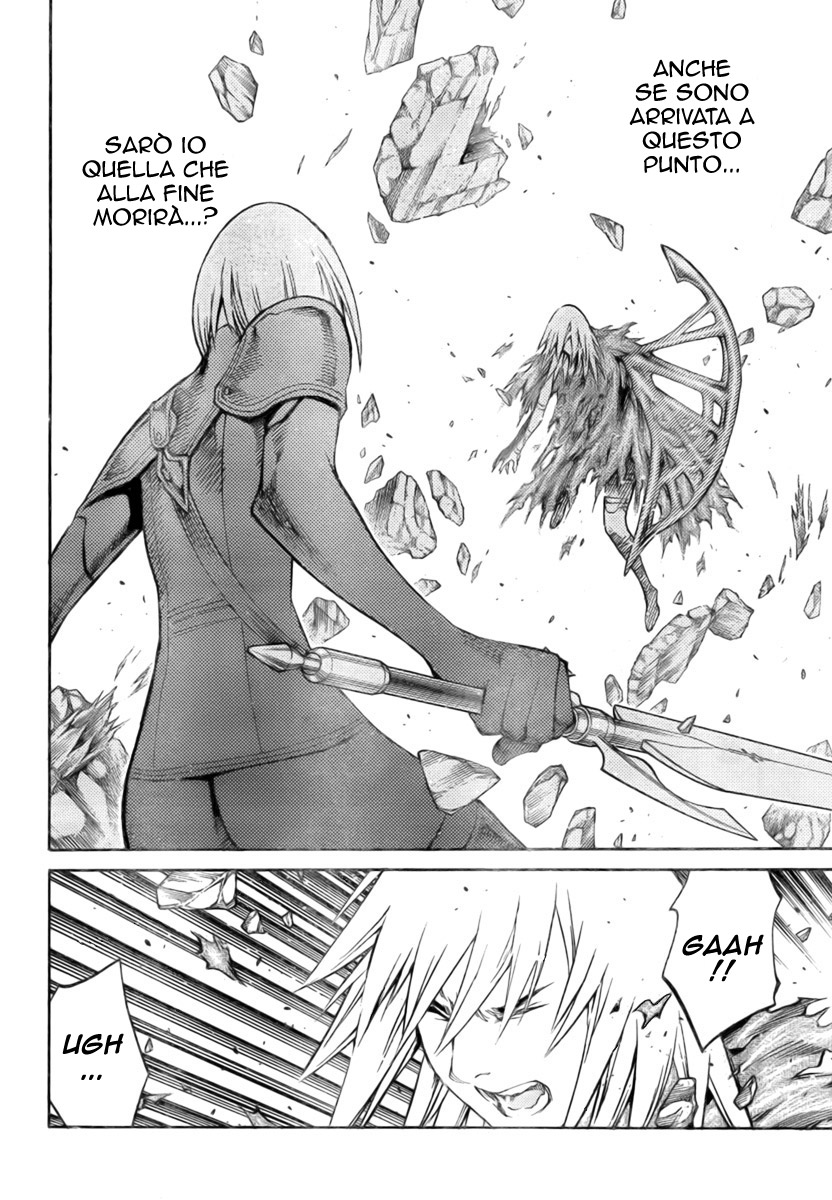 ANCHE
SE SONO
ARRIVATA A
QUESTO
PUNTO...
SARÒ IO
QUELLA CHE
ALLA FINE
MORIRÀ...?
GAAH
!!
UGH
...